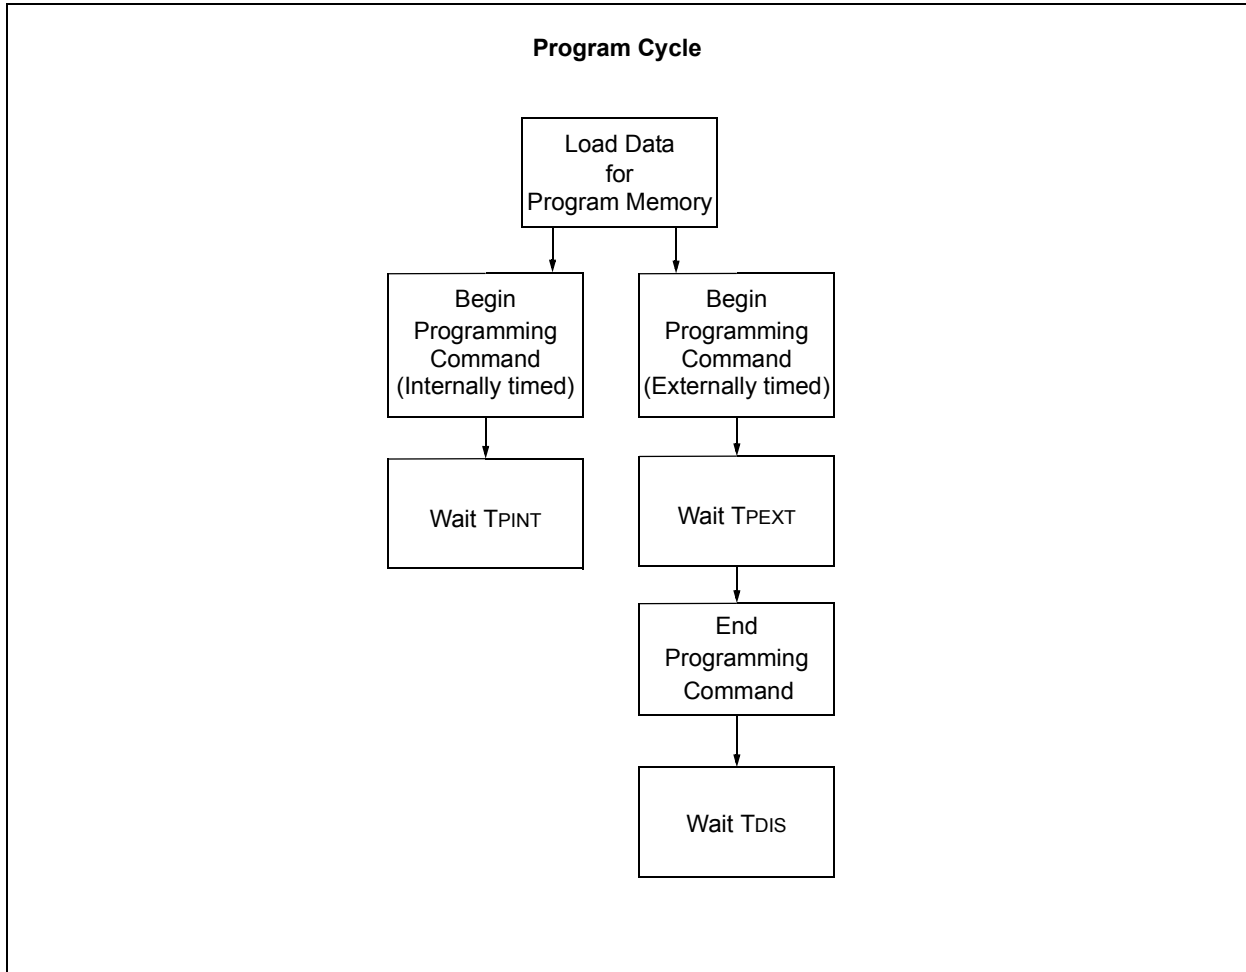 Program Cycle
Load Data
for
Program Memory
Begin
Programming
Command
(Internally timed)
Begin
Programming
Command
(Externally timed)
Wait TPINT
Wait TPEXT
End
Programming
Command
Wait TDIS